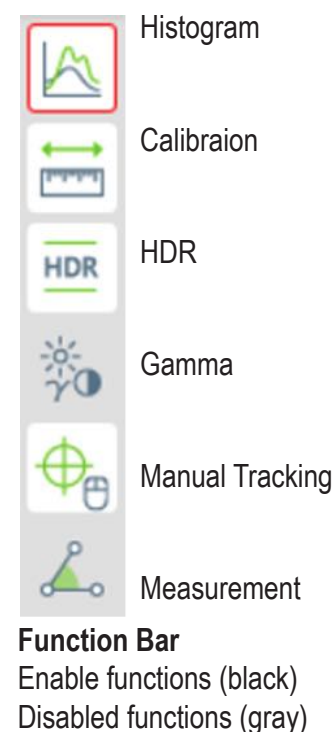 Histogram
Calibraion
HDR
HDR
Gamma
γ
Manual Tracking
Measurement
Function Bar
Enable functions (black)
Disabled functions (gray)